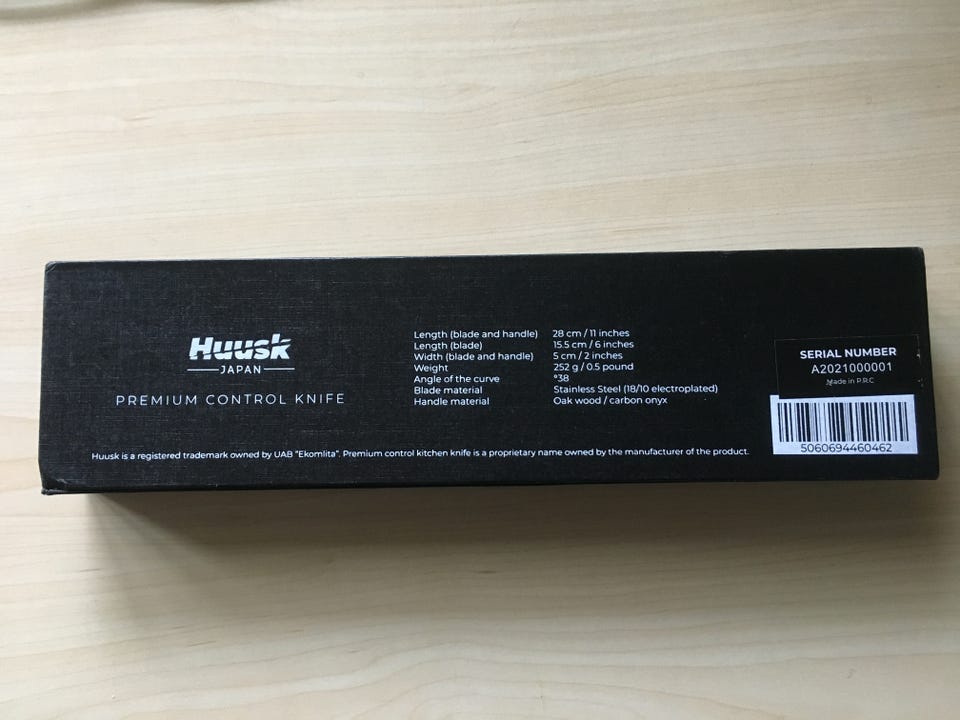 Huusk
JAPAN
PREMIUM CONTROL KNIFE
Length (blade and handle) 28 cm / 11 inches
Length (blade) 15.5 cm / 6 inches
Width (blade and handle) 5 cm / 2 inches
Weight 252 g / 0.5 pound
Angle of the curve °38
Blade material Stainless Steel (18/10 electroplated)
Handle material Oak wood / carbon onyx
Huusk is a registered trademark owned by UAB "Ekomlita". Premium control kitchen knife is a proprietary name owned by the manufacturer of the product.
SERIAL NUMBER
A2021000001
Made in P.R.C
5060694460462